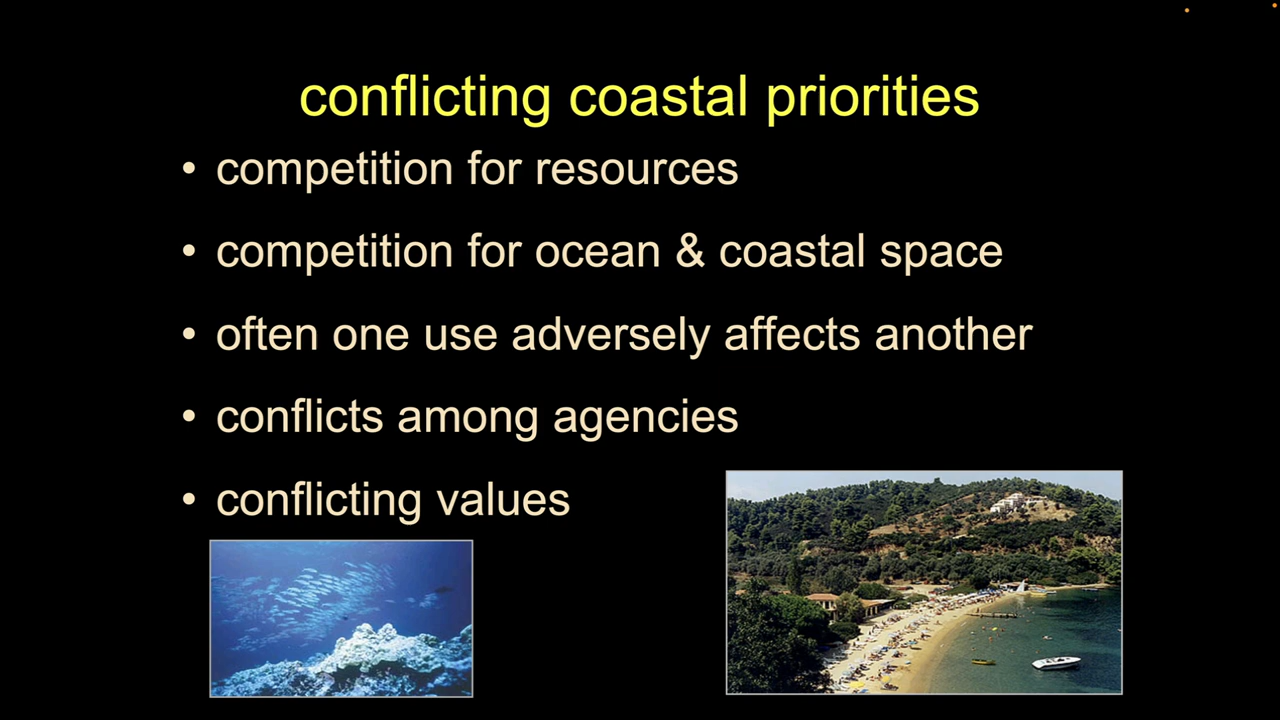 conflicting coastal priorities
• competition for resources
• competition for ocean & coastal space
• often one use adversely affects another
• conflicts among agencies
• conflicting values